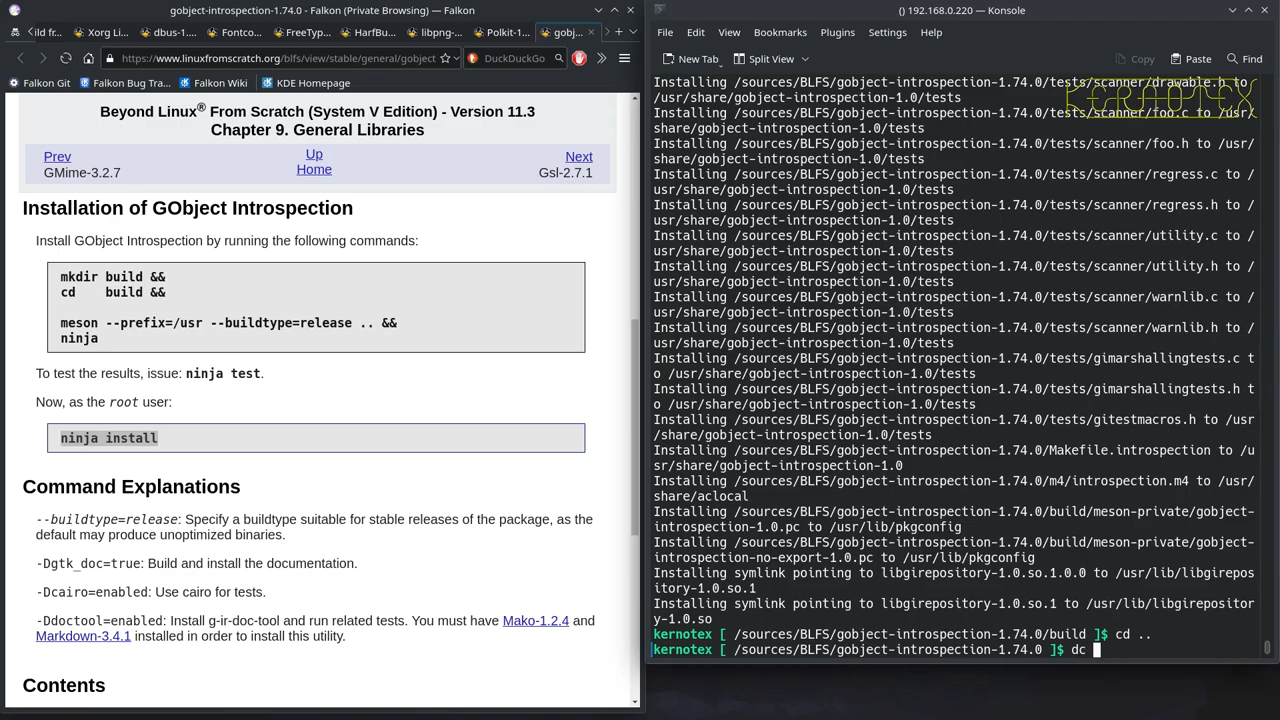 gobject-introspection-1.74.0 - Falkon (Private Browsing) — Falkon
ild fr...
Xorg Li...
dbus-1...
Fontco...
FreeTyp...
HarfBu...
libpng-...
Polkit-1...
gobj...
https://www.linuxfromscratch.org/blfs/view/stable/general/gobject
DuckDuckGo
Falkon Git
Falkon Bug Tra...
Falkon Wiki
KDE Homepage
Beyond Linux® From Scratch (System V Edition) - Version 11.3
Chapter 9. General Libraries
Prev
Up
Next
GMime-3.2.7
Home
Gsl-2.7.1
Installation of GObject Introspection
Install GObject Introspection by running the following commands:
mkdir build &&
cd    build &&
meson --prefix=/usr --buildtype=release .. &&
ninja
To test the results, issue: ninja test.
Now, as the root user:
ninja install
Command Explanations
--buildtype=release: Specify a buildtype suitable for stable releases of the package, as the
default may produce unoptimized binaries.
-Dgtk_doc=true: Build and install the documentation.
-Dcairo=enabled: Use cairo for tests.
-Ddoctool=enabled: Install g-ir-doc-tool and run related tests. You must have Mako-1.2.4 and
Markdown-3.4.1 installed in order to install this utility.
Contents
() 192.168.0.220 — Konsole
File Edit View Bookmarks Plugins Settings Help
New Tab
Split View
Copy
Paste
Find
KERNOTEX
Installing /sources/BLFS/gobject-introspection-1.74.0/tests/scanner/drawable.h to
/usr/share/gobject-introspection-1.0/tests
Installing /sources/BLFS/gobject-introspection-1.74.0/tests/scanner/foo.c to /usr/
share/gobject-introspection-1.0/tests
Installing /sources/BLFS/gobject-introspection-1.74.0/tests/scanner/foo.h to /usr/
share/gobject-introspection-1.0/tests
Installing /sources/BLFS/gobject-introspection-1.74.0/tests/scanner/regress.c to /
usr/share/gobject-introspection-1.0/tests
Installing /sources/BLFS/gobject-introspection-1.74.0/tests/scanner/regress.h to /
usr/share/gobject-introspection-1.0/tests
Installing /sources/BLFS/gobject-introspection-1.74.0/tests/scanner/utility.c to /
usr/share/gobject-introspection-1.0/tests
Installing /sources/BLFS/gobject-introspection-1.74.0/tests/scanner/utility.h to /
usr/share/gobject-introspection-1.0/tests
Installing /sources/BLFS/gobject-introspection-1.74.0/tests/scanner/warnlib.c to /
usr/share/gobject-introspection-1.0/tests
Installing /sources/BLFS/gobject-introspection-1.74.0/tests/scanner/warnlib.h to /
usr/share/gobject-introspection-1.0/tests
Installing /sources/BLFS/gobject-introspection-1.74.0/tests/gimarshallingtests.c t
o /usr/share/gobject-introspection-1.0/tests
Installing /sources/BLFS/gobject-introspection-1.74.0/tests/gimarshallingtests.h t
o /usr/share/gobject-introspection-1.0/tests
Installing /sources/BLFS/gobject-introspection-1.74.0/tests/gitestmacros.h to /usr
/share/gobject-introspection-1.0/tests
Installing /sources/BLFS/gobject-introspection-1.74.0/Makefile.introspection to /u
sr/share/gobject-introspection-1.0
Installing /sources/BLFS/gobject-introspection-1.74.0/m4/introspection.m4 to /usr/
share/aclocal
Installing /sources/BLFS/gobject-introspection-1.74.0/build/meson-private/gobject-
introspection-1.0.pc to /usr/lib/pkgconfig
Installing /sources/BLFS/gobject-introspection-1.74.0/build/meson-private/gobject-
introspection-no-export-1.0.pc to /usr/lib/pkgconfig
Installing symlink pointing to libgirepository-1.0.so.1.0.0 to /usr/lib/libgirepos
itory-1.0.so.1
Installing symlink pointing to libgirepository-1.0.so.1 to /usr/lib/libgirepositor
y-1.0.so
kernotex [ /sources/BLFS/gobject-introspection-1.74.0/build ]$ cd ..
kernotex [ /sources/BLFS/gobject-introspection-1.74.0 ]$ dc